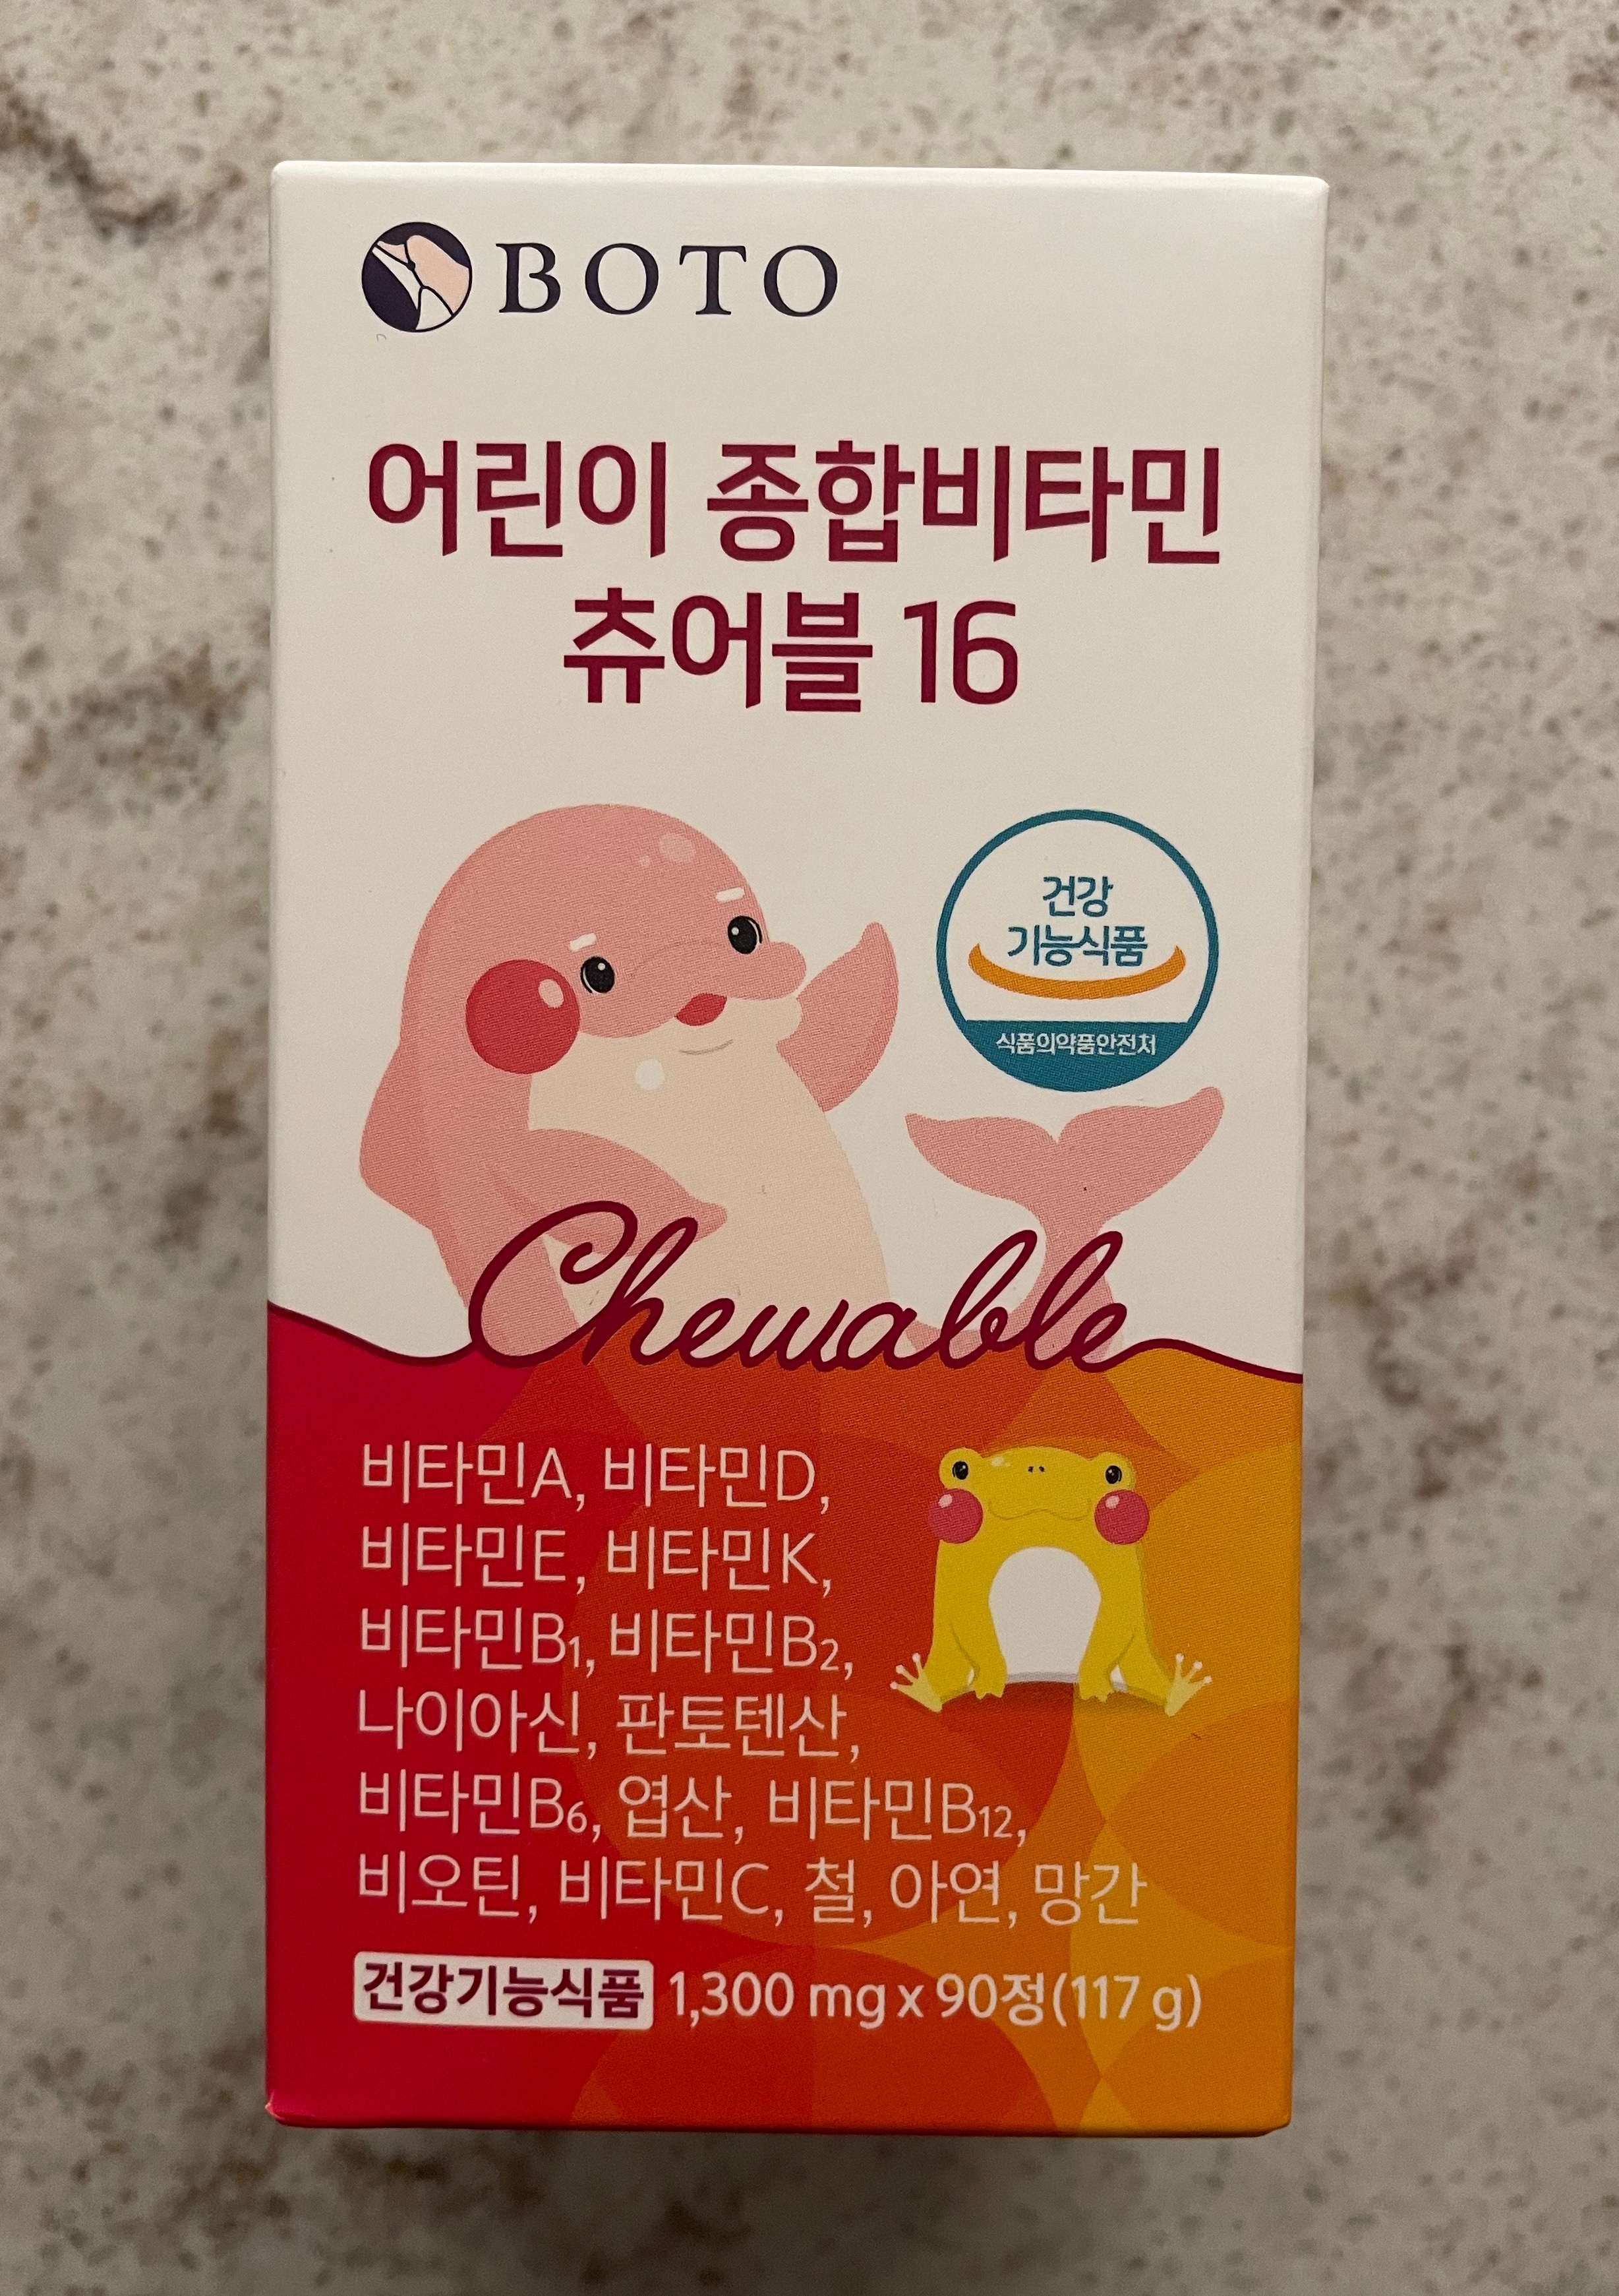 BOTO
어린이 종합비타민
츄어블 16
건강
기능식품
식품의약품안전처
Chewable
비타민A, 비타민D,
비타민E, 비타민K,
비타민B₁, 비타민B₂,
나이아신, 판토텐산,
비타민B₆, 엽산, 비타민B₁₂,
비오틴, 비타민C, 철, 아연, 망간
건강기능식품 1,300 mg x 90정(117 g)